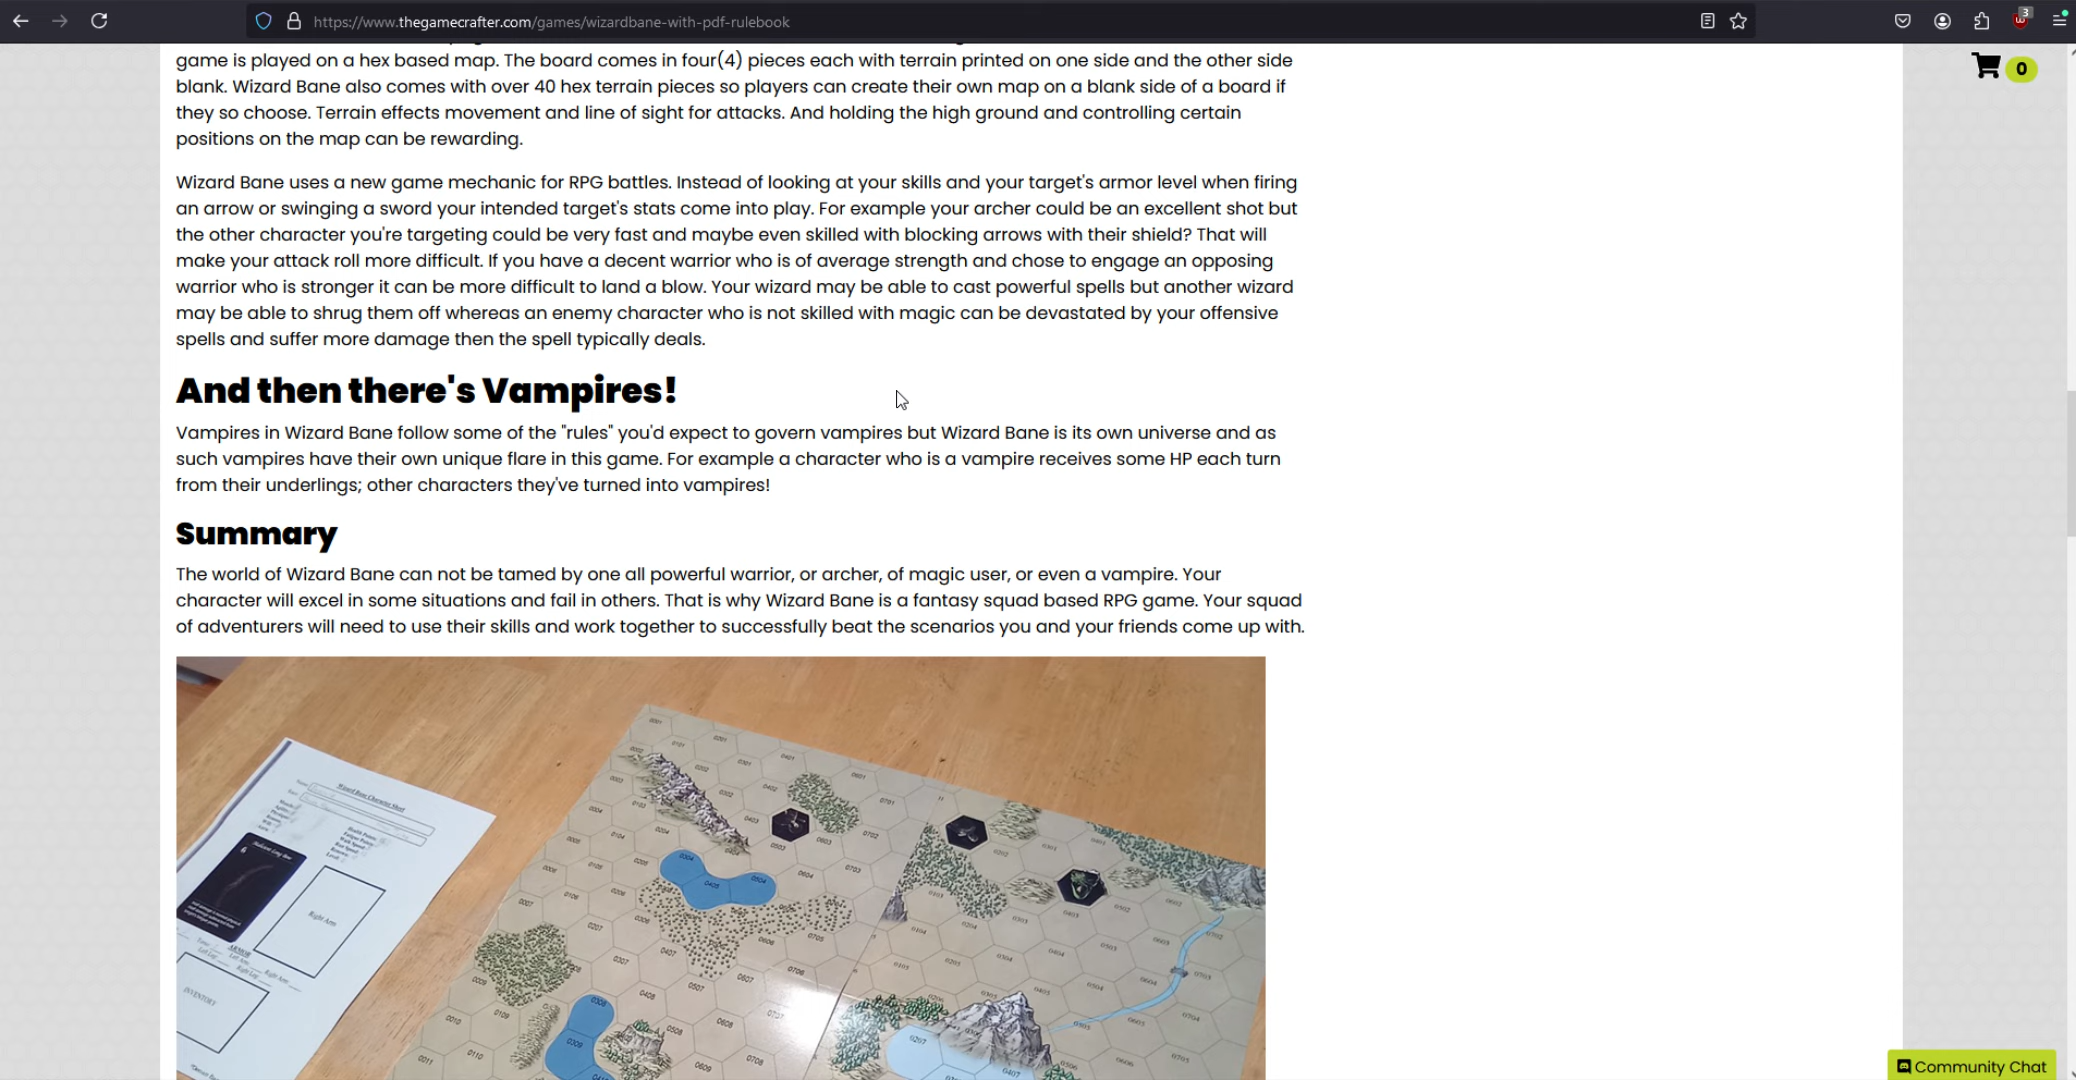 https://www.thegamecrafter.com/games/wizardbane-with-pdf-rulebook
3
0
game is played on a hex based map. The board comes in four(4) pieces each with terrain printed on one side and the other side
blank. Wizard Bane also comes with over 40 hex terrain pieces so players can create their own map on a blank side of a board if
they so choose. Terrain effects movement and line of sight for attacks. And holding the high ground and controlling certain
positions on the map can be rewarding.
Wizard Bane uses a new game mechanic for RPG battles. Instead of looking at your skills and your target's armor level when firing
an arrow or swinging a sword your intended target's stats come into play. For example your archer could be an excellent shot but
the other character you're targeting could be very fast and maybe even skilled with blocking arrows with their shield? That will
make your attack roll more difficult. If you have a decent warrior who is of average strength and chose to engage an opposing
warrior who is stronger it can be more difficult to land a blow. Your wizard may be able to cast powerful spells but another wizard
may be able to shrug them off whereas an enemy character who is not skilled with magic can be devastated by your offensive
spells and suffer more damage then the spell typically deals.
And then there's Vampires!
Vampires in Wizard Bane follow some of the "rules" you'd expect to govern vampires but Wizard Bane is its own universe and as
such vampires have their own unique flare in this game. For example a character who is a vampire receives some HP each turn
from their underlings; other characters they've turned into vampires!
Summary
The world of Wizard Bane can not be tamed by one all powerful warrior, or archer, of magic user, or even a vampire. Your
character will excel in some situations and fail in others. That is why Wizard Bane is a fantasy squad based RPG game. Your squad
of adventurers will need to use their skills and work together to successfully beat the scenarios you and your friends come up with.
Wizard Bane Character Sheet
Right Arm
ARMOR
INVENTORY
Community Chat